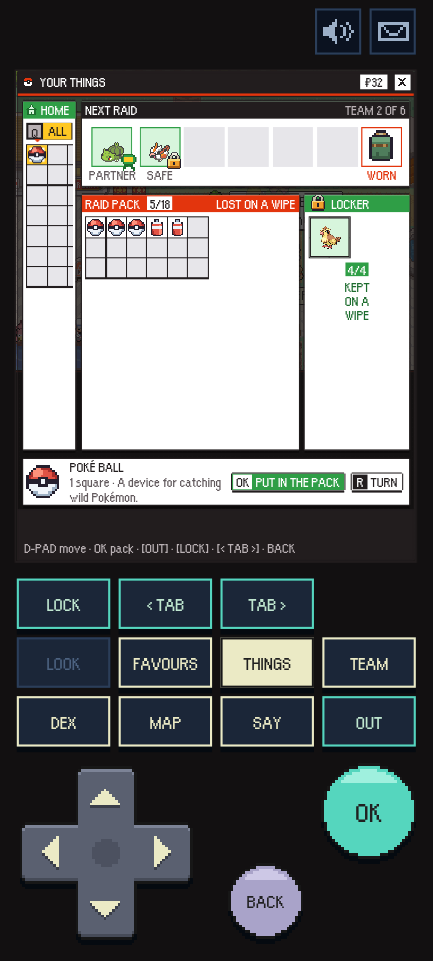 YOUR THINGS
₽32
X
HOME
NEXT RAID
TEAM 2 OF 6
Q ALL
PARTNER
SAFE
WORN
RAID PACK 5/18
LOST ON A WIPE
LOCKER
4/4
KEPT
ON A
WIPE
POKÉ BALL
1 square · A device for catching
wild Pokémon.
OK PUT IN THE PACK
R TURN
D-PAD move · OK pack · [OUT] · [LOCK] · [< TAB >] · BACK
LOCK
< TAB
TAB >
LOOK
FAVOURS
THINGS
TEAM
DEX
MAP
SAY
OUT
OK
BACK